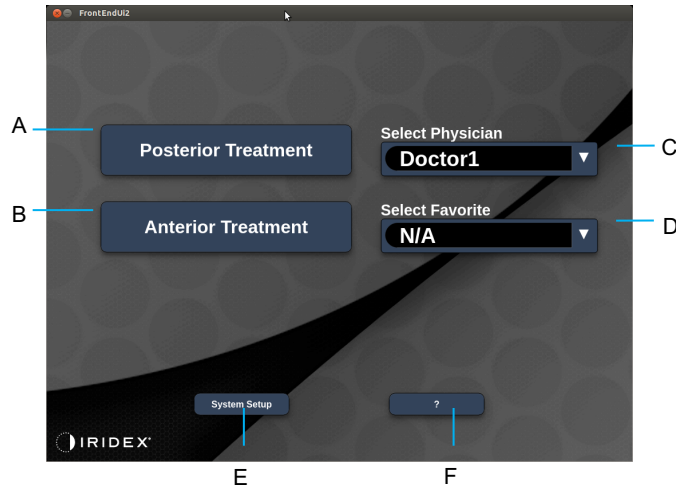 FrontEndUI2
A
Posterior Treatment
Select Physician
Doctor1
C
B
Anterior Treatment
Select Favorite
N/A
D
System Setup
?
IRIDEX
E
F